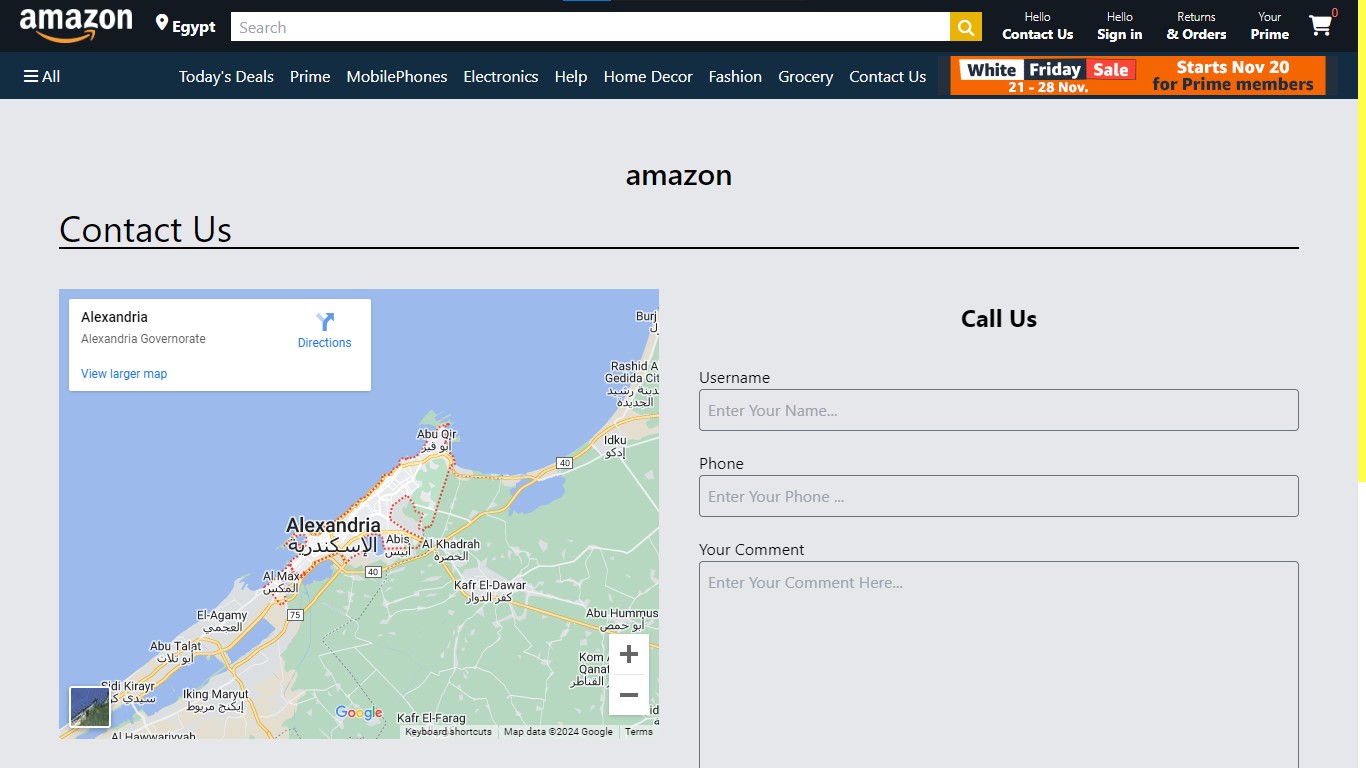 amazon
Egypt
Search
Hello
Contact Us
Hello
Sign in
Returns
& Orders
Your
Prime
0
All
Today's Deals
Prime
MobilePhones
Electronics
Help
Home Decor
Fashion
Grocery
Contact Us
White Friday Sale
21 - 28 Nov.
Starts Nov 20
for Prime members
amazon
Contact Us
Alexandria
Alexandria Governorate
Directions
View larger map
Burj
Rashid A
Gedida Cit
مدينة رشيد
الجديدة
Abu Qir
أبو قير
Idku
إدكو
40
Alexandria
الإسكندرية
Abis
أبيس
Al Khadrah
الخضرة
40
Al Max
المكس
Kafr El-Dawar
كفر الدوار
75
El-Agamy
العجمي
Abu Hummus
أبو حمص
Abu Talat
أبو تلات
Kom
Qanat
القناطر
Sidi Kirayr
سيدي كر
Iking Maryut
إيكنج مريوط
Google
Kafr El-Farag
Al Hawwariyyah
Keyboard shortcuts
Map data ©2024 Google
Terms
Call Us
Username
Enter Your Name...
Phone
Enter Your Phone ...
Your Comment
Enter Your Comment Here...